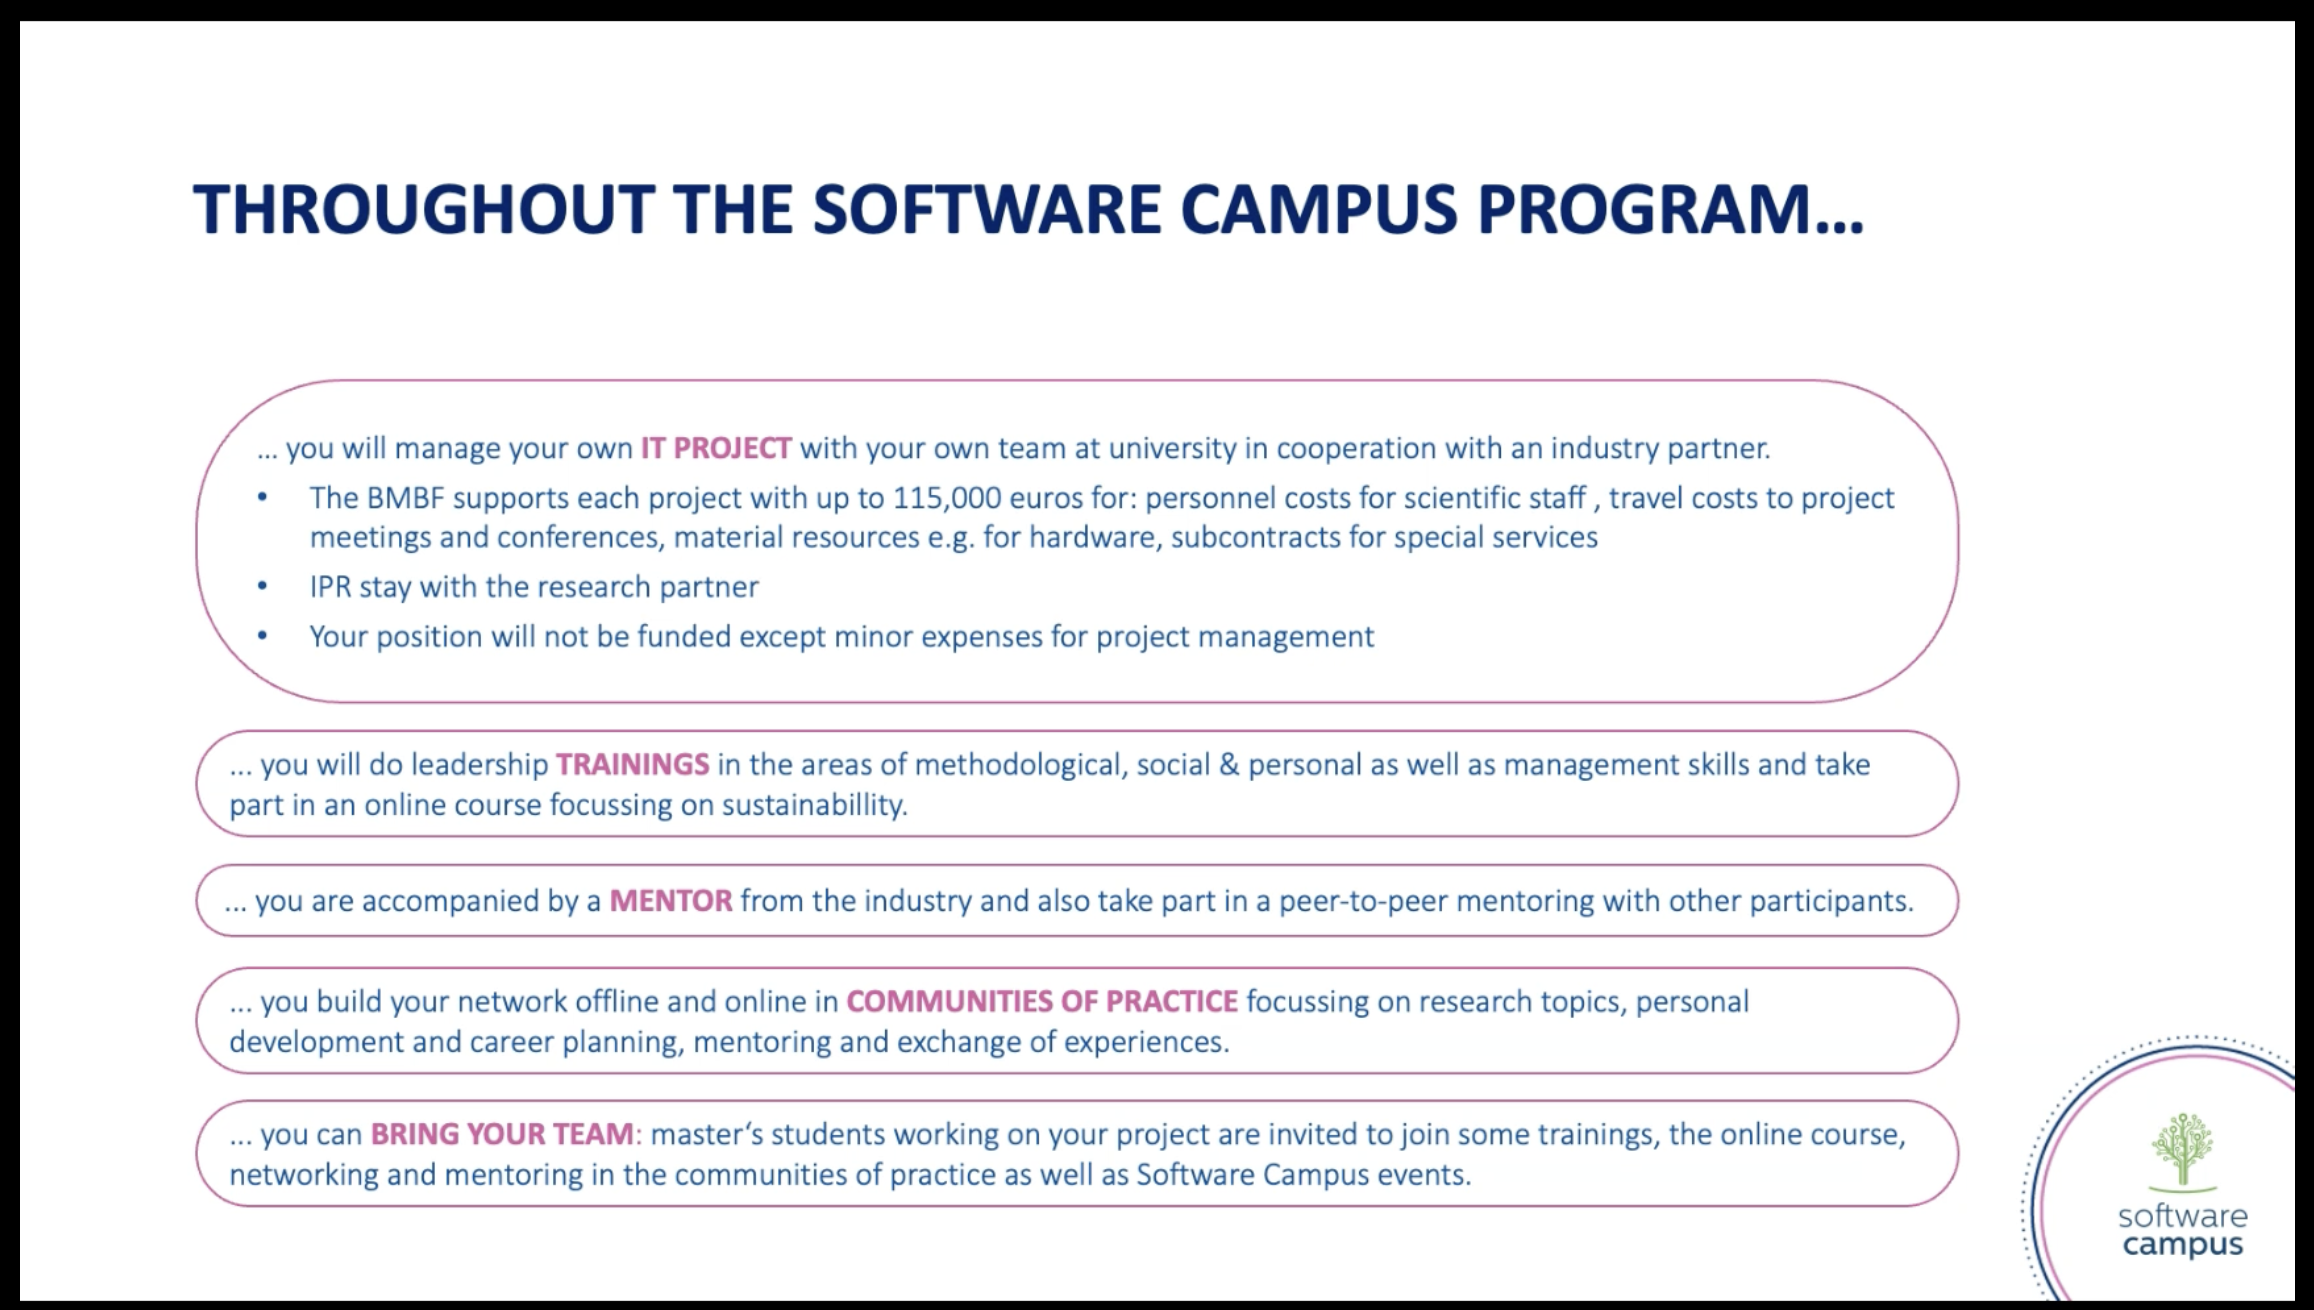 THROUGHOUT THE SOFTWARE CAMPUS PROGRAM...
... you will manage your own IT PROJECT with your own team at university in cooperation with an industry partner.
• The BMBF supports each project with up to 115,000 euros for: personnel costs for scientific staff , travel costs to project
meetings and conferences, material resources e.g. for hardware, subcontracts for special services
• IPR stay with the research partner
• Your position will not be funded except minor expenses for project management
... you will do leadership TRAININGS in the areas of methodological, social & personal as well as management skills and take
part in an online course focussing on sustainabillity.
... you are accompanied by a MENTOR from the industry and also take part in a peer-to-peer mentoring with other participants.
... you build your network offline and online in COMMUNITIES OF PRACTICE focussing on research topics, personal
development and career planning, mentoring and exchange of experiences.
... you can BRING YOUR TEAM: master‘s students working on your project are invited to join some trainings, the online course,
networking and mentoring in the communities of practice as well as Software Campus events.
software
campus